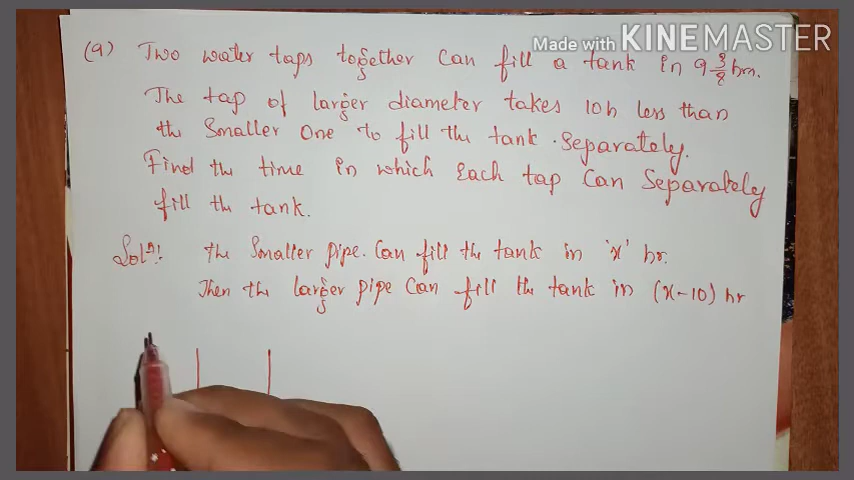 Made with KINEMASTER
(9) Two water taps together can fill a tank in 9 3/8 hrs.
The tap of larger diameter takes 10h less than
the Smaller One to fill the tank. Separately.
Find the time in which Each tap Can Separately
fill the tank.
Solⁿ! the Smaller pipe. Can fill the tank in 'x' hr.
Then the larger pipe Can fill the tank in (x-10) hr